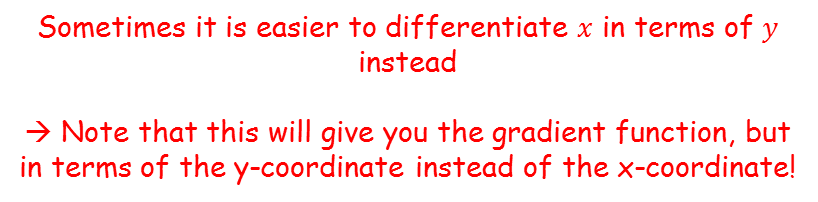 Sometimes it is easier to differentiate x in terms of y
instead
→ Note that this will give you the gradient function, but
in terms of the y-coordinate instead of the x-coordinate!